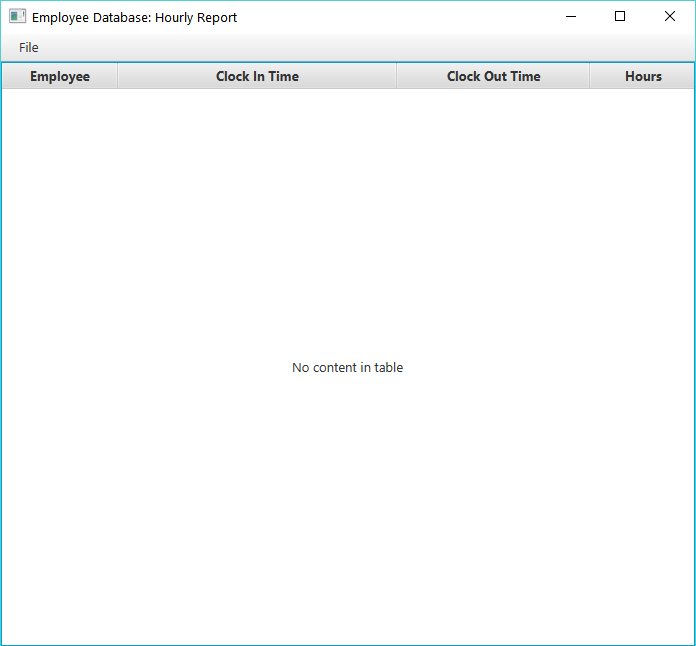 Employee Database: Hourly Report
File
Employee Clock In Time Clock Out Time Hours
No content in table